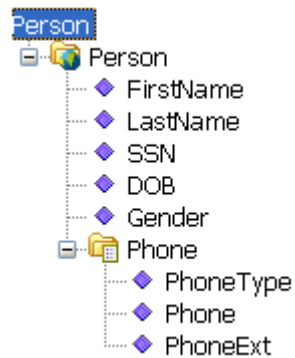 Person
Person
FirstName
LastName
SSN
DOB
Gender
Phone
PhoneType
Phone
PhoneExt